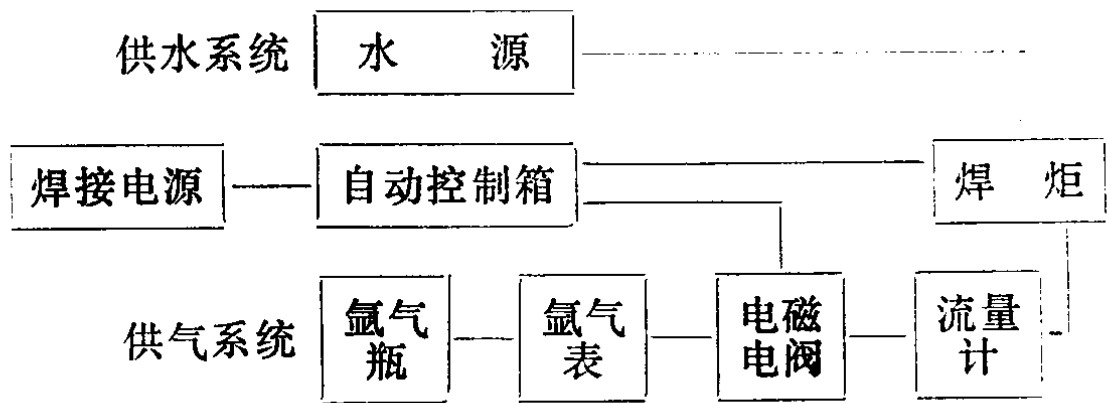 供水系统 水 源
焊接电源 自动控制箱 焊 炬
供气系统
氩气
瓶
氩气
表
电磁
电阀
流量
计